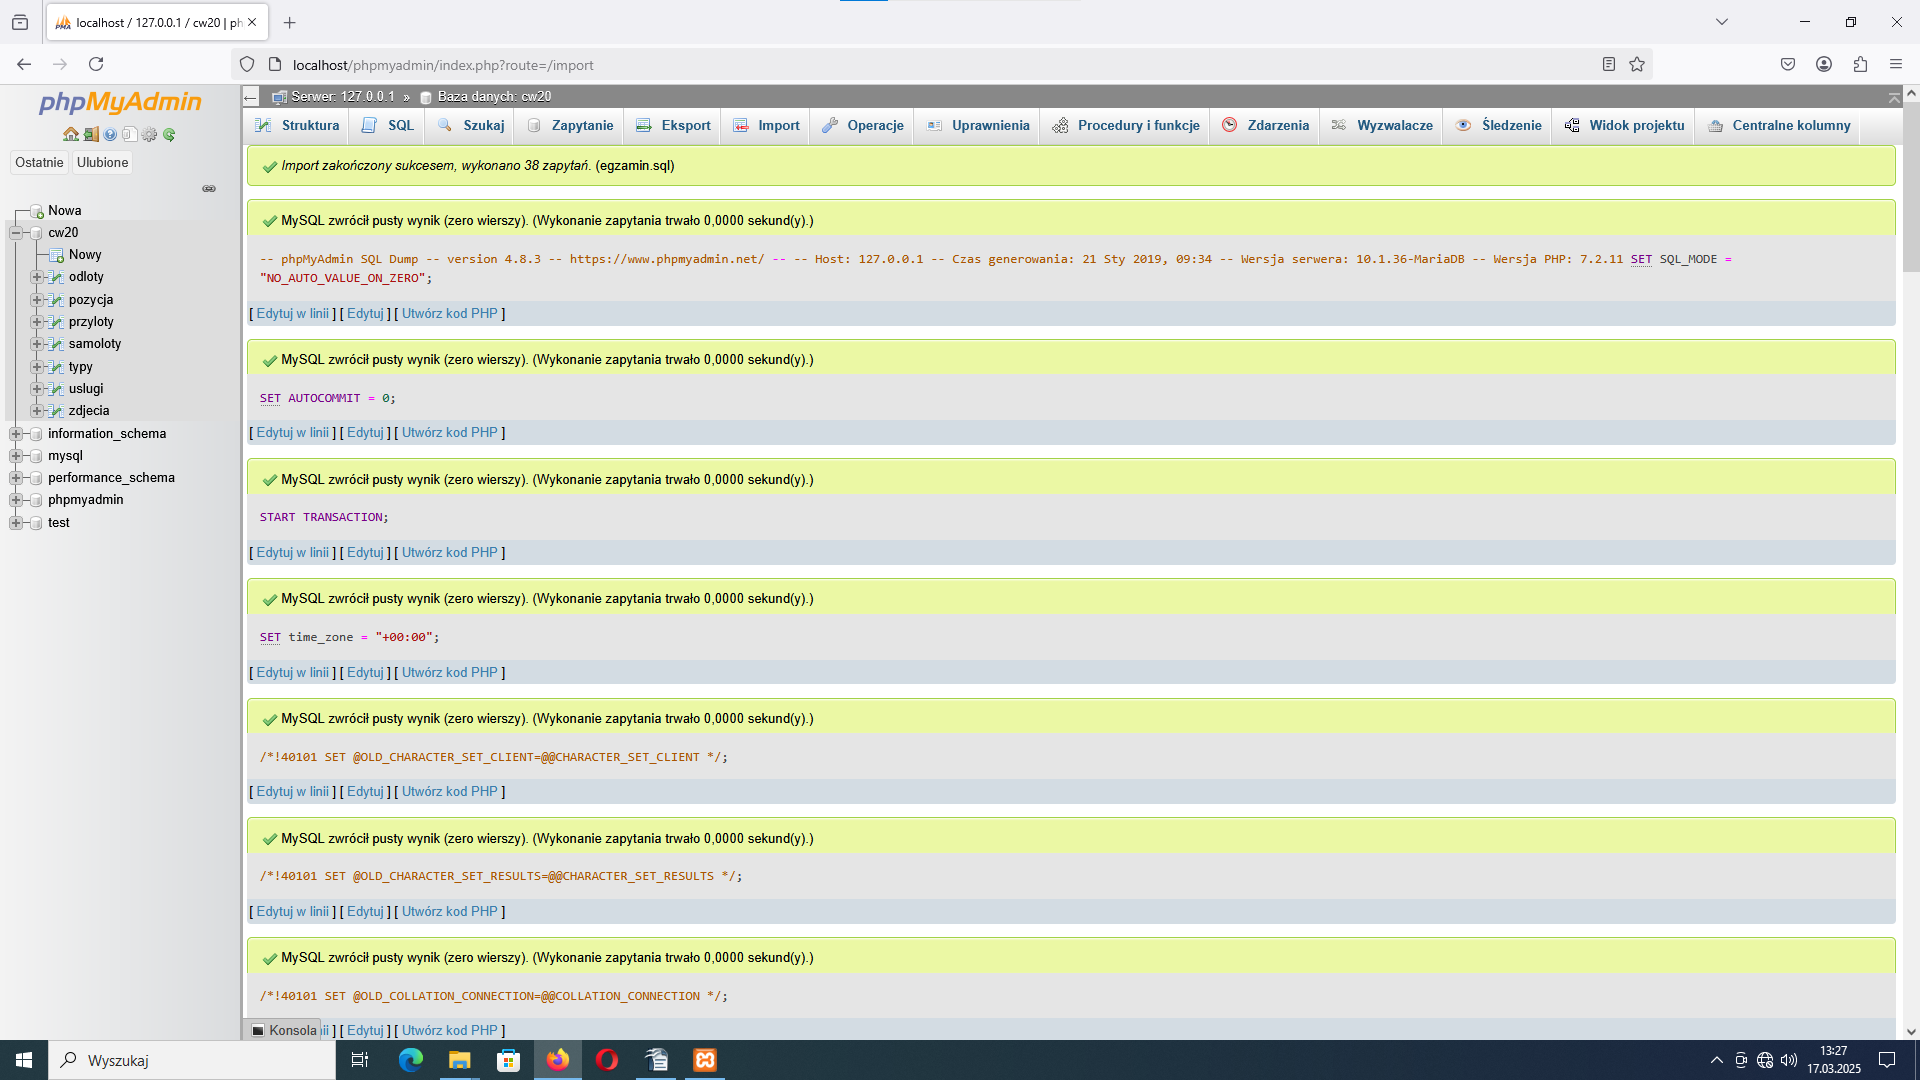 localhost / 127.0.0.1 / cw20 | ph
localhost/phpmyadmin/index.php?route=/import
phpMyAdmin
Ostatnie Ulubione
Nowa
cw20
Nowy
odloty
pozycja
przyloty
samoloty
typy
uslugi
zdjecia
information_schema
mysql
performance_schema
phpmyadmin
test
Serwer: 127.0.0.1 » Baza danych: cw20
Struktura SQL Szukaj Zapytanie Eksport Import Operacje Uprawnienia Procedury i funkcje Zdarzenia Wyzwalacze Śledzenie Widok projektu Centralne kolumny
Import zakończony sukcesem, wykonano 38 zapytań. (egzamin.sql)
MySQL zwrócił pusty wynik (zero wierszy). (Wykonanie zapytania trwało 0,0000 sekund(y).)
-- phpMyAdmin SQL Dump -- version 4.8.3 -- https://www.phpmyadmin.net/ -- -- Host: 127.0.0.1 -- Czas generowania: 21 Sty 2019, 09:34 -- Wersja serwera: 10.1.36-MariaDB -- Wersja PHP: 7.2.11 SET SQL_MODE =
"NO_AUTO_VALUE_ON_ZERO";
[ Edytuj w linii ] [ Edytuj ] [ Utwórz kod PHP ]
MySQL zwrócił pusty wynik (zero wierszy). (Wykonanie zapytania trwało 0,0000 sekund(y).)
SET AUTOCOMMIT = 0;
[ Edytuj w linii ] [ Edytuj ] [ Utwórz kod PHP ]
MySQL zwrócił pusty wynik (zero wierszy). (Wykonanie zapytania trwało 0,0000 sekund(y).)
START TRANSACTION;
[ Edytuj w linii ] [ Edytuj ] [ Utwórz kod PHP ]
MySQL zwrócił pusty wynik (zero wierszy). (Wykonanie zapytania trwało 0,0000 sekund(y).)
SET time_zone = "+00:00";
[ Edytuj w linii ] [ Edytuj ] [ Utwórz kod PHP ]
MySQL zwrócił pusty wynik (zero wierszy). (Wykonanie zapytania trwało 0,0000 sekund(y).)
/*!40101 SET @OLD_CHARACTER_SET_CLIENT=@@CHARACTER_SET_CLIENT */;
[ Edytuj w linii ] [ Edytuj ] [ Utwórz kod PHP ]
MySQL zwrócił pusty wynik (zero wierszy). (Wykonanie zapytania trwało 0,0000 sekund(y).)
/*!40101 SET @OLD_CHARACTER_SET_RESULTS=@@CHARACTER_SET_RESULTS */;
[ Edytuj w linii ] [ Edytuj ] [ Utwórz kod PHP ]
MySQL zwrócił pusty wynik (zero wierszy). (Wykonanie zapytania trwało 0,0000 sekund(y).)
/*!40101 SET @OLD_COLLATION_CONNECTION=@@COLLATION_CONNECTION */;
Konsola ii ] [ Edytuj ] [ Utwórz kod PHP ]
Wyszukaj
13:27
17.03.2025